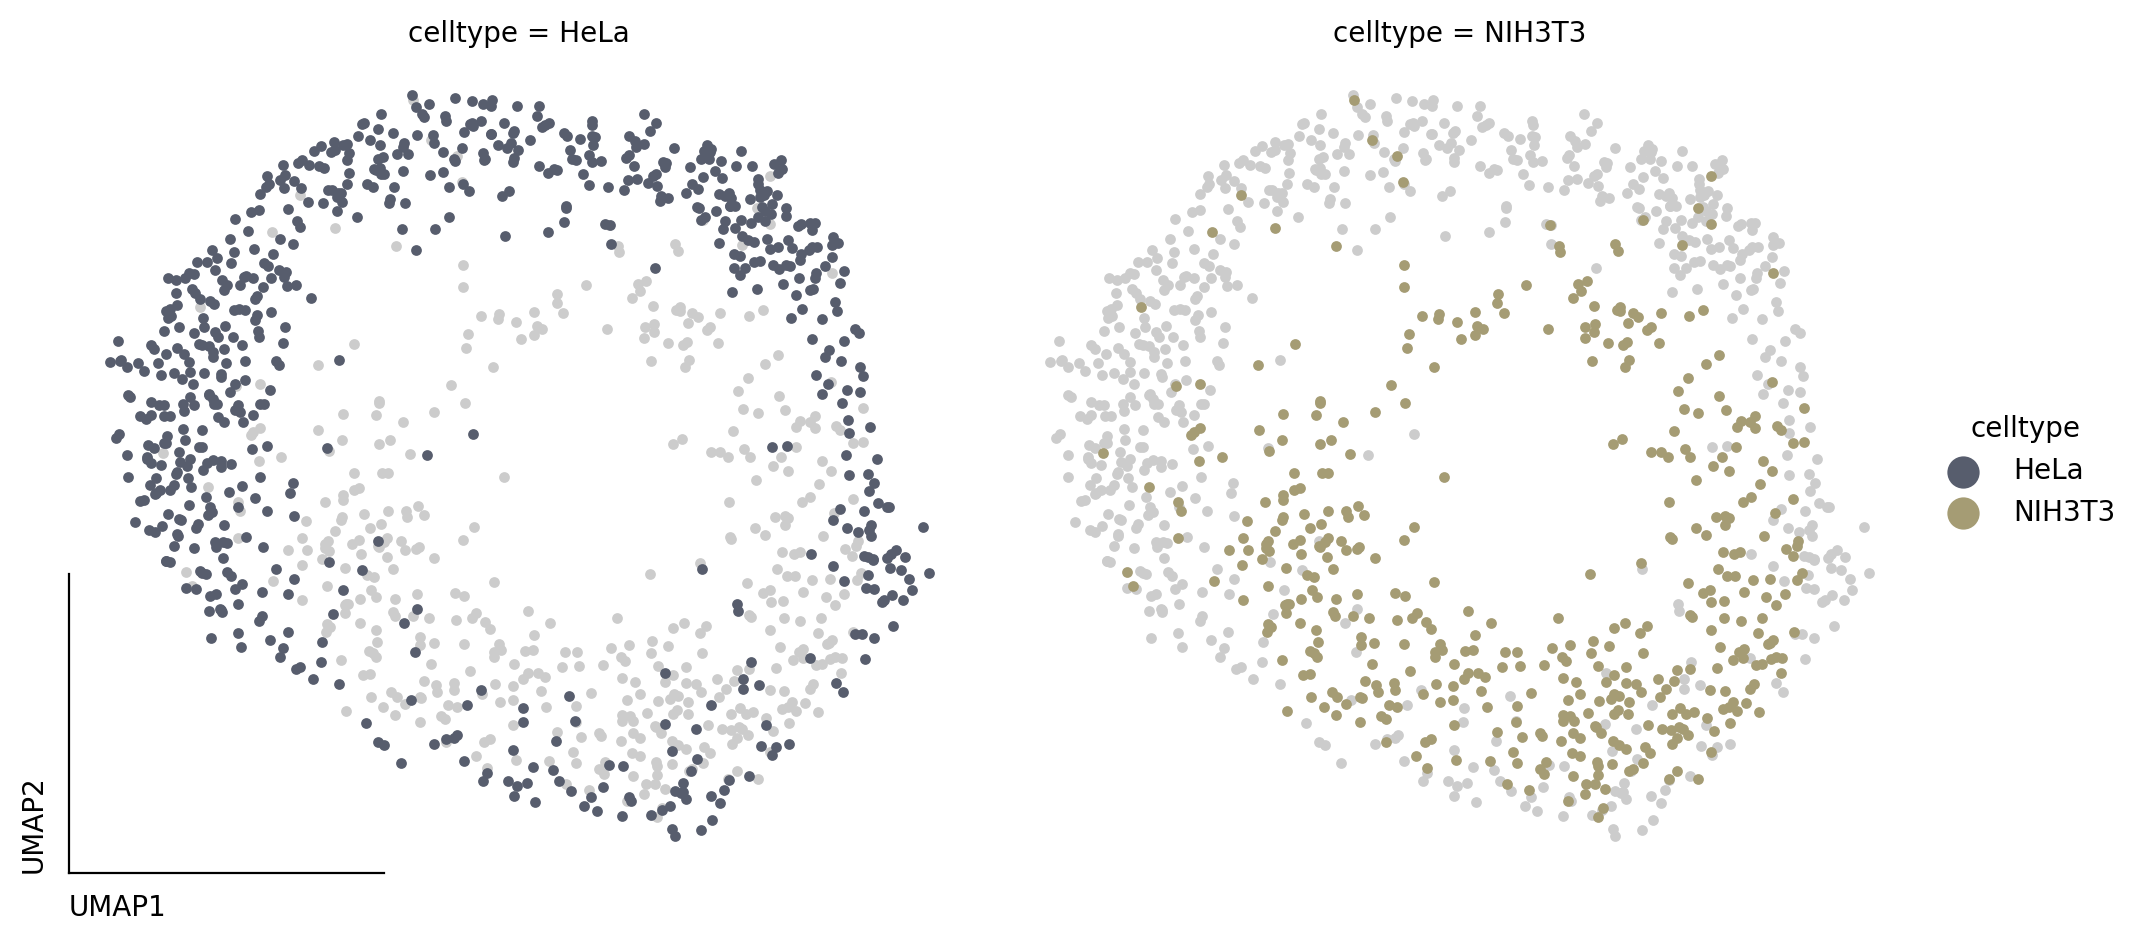 celltype = HeLa
celltype = NIH3T3
celltype
HeLa
NIH3T3
UMAP2
UMAP1